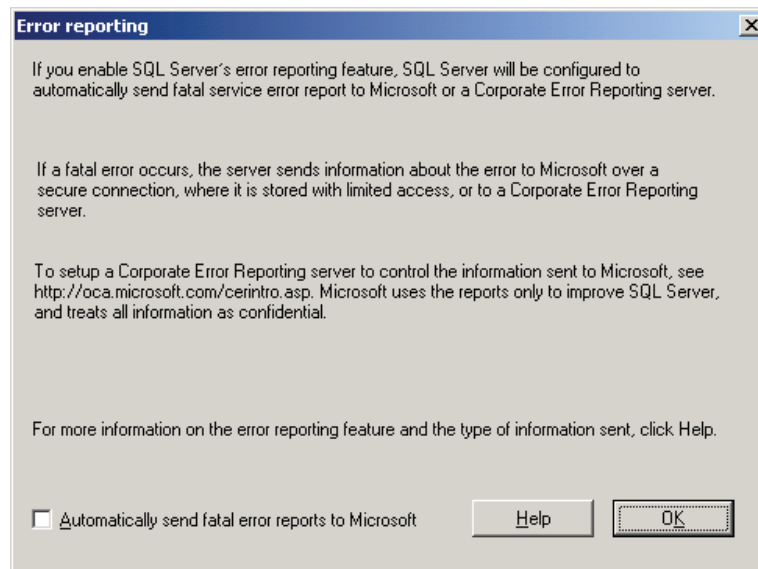 Error reporting
If you enable SQL Server's error reporting feature, SQL Server will be configured to
automatically send fatal service error report to Microsoft or a Corporate Error Reporting server.
If a fatal error occurs, the server sends information about the error to Microsoft over a
secure connection, where it is stored with limited access, or to a Corporate Error Reporting
server.
To setup a Corporate Error Reporting server to control the information sent to Microsoft, see
http://oca.microsoft.com/cerintro.asp. Microsoft uses the reports only to improve SQL Server,
and treats all information as confidential.
For more information on the error reporting feature and the type of information sent, click Help.
Automatically send fatal error reports to Microsoft
Help
OK